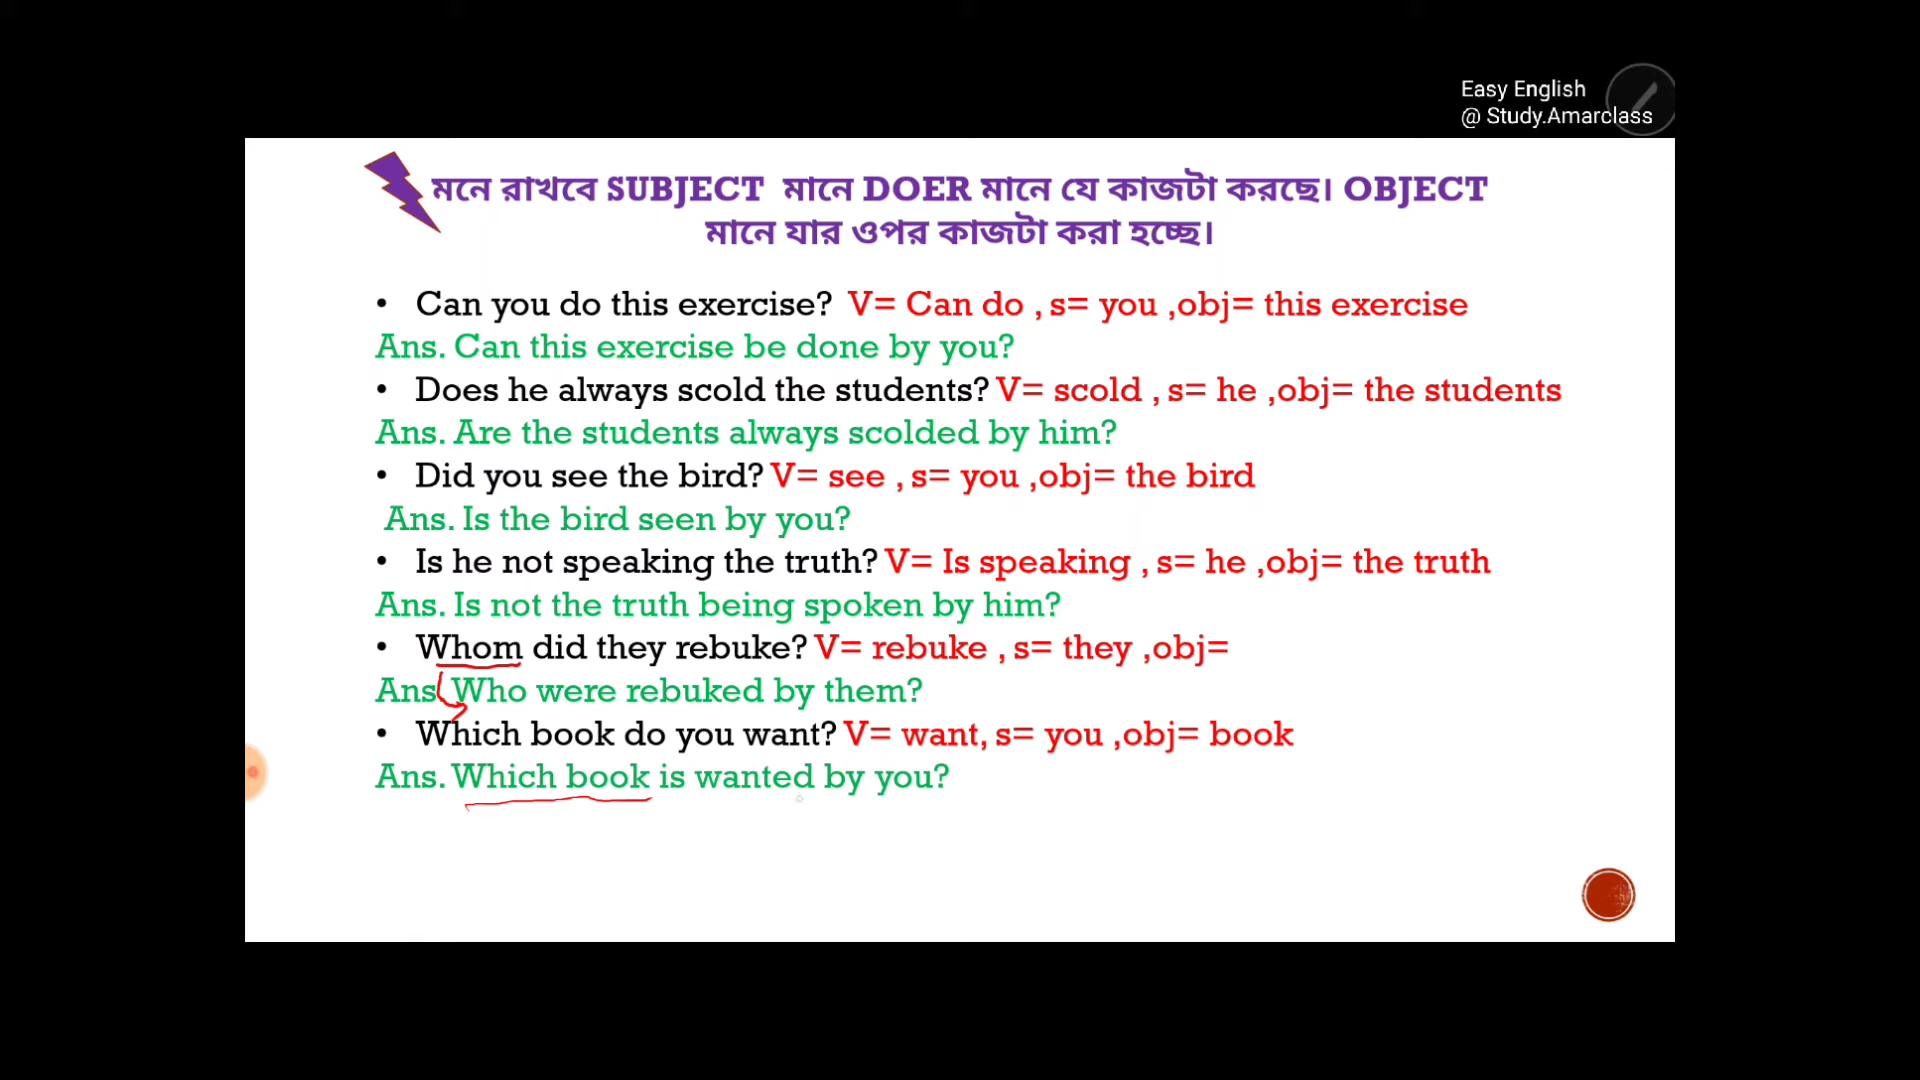 Easy English
@ Study.Amarclass
মনে রাখবে SUBJECT মানে DOER মানে যে কাজটা করছে। OBJECT
মানে যার ওপর কাজটা করা হচ্ছে।
• Can you do this exercise? V= Can do , s= you ,obj= this exercise
Ans. Can this exercise be done by you?
• Does he always scold the students? V= scold , s= he ,obj= the students
Ans. Are the students always scolded by him?
• Did you see the bird? V= see , s= you ,obj= the bird
Ans. Is the bird seen by you?
• Is he not speaking the truth? V= Is speaking , s= he ,obj= the truth
Ans. Is not the truth being spoken by him?
• Whom did they rebuke? V= rebuke , s= they ,obj=
Ans. Who were rebuked by them?
• Which book do you want? V= want, s= you ,obj= book
Ans. Which book is wanted by you?